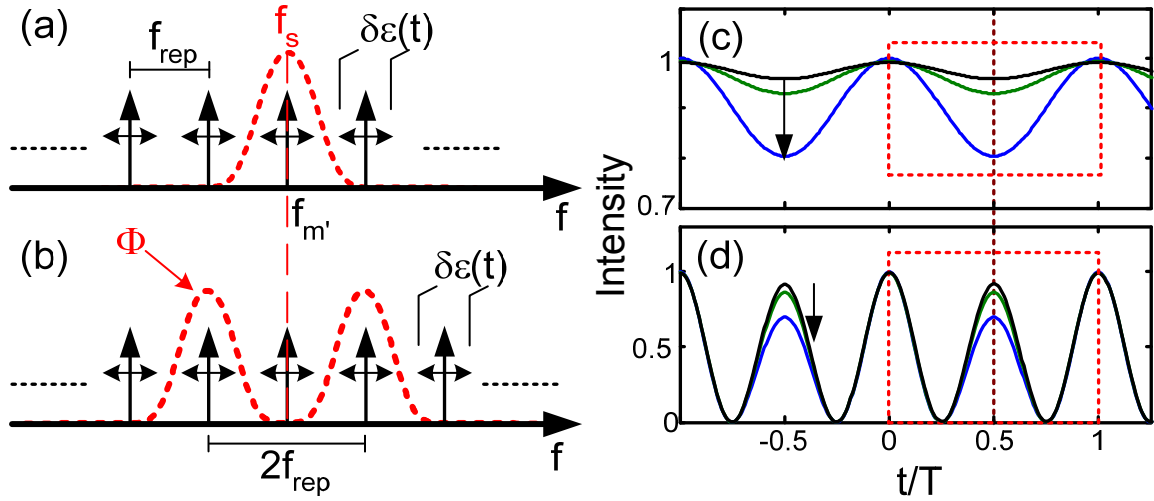 (a)
f_rep
f_s
δε(t)
f
f_m'
(b)
Φ
δε(t)
2f_rep
f
(c)
1
0.7
Intensity
(d)
1
0.5
0
-0.5 0 0.5 1
t/T